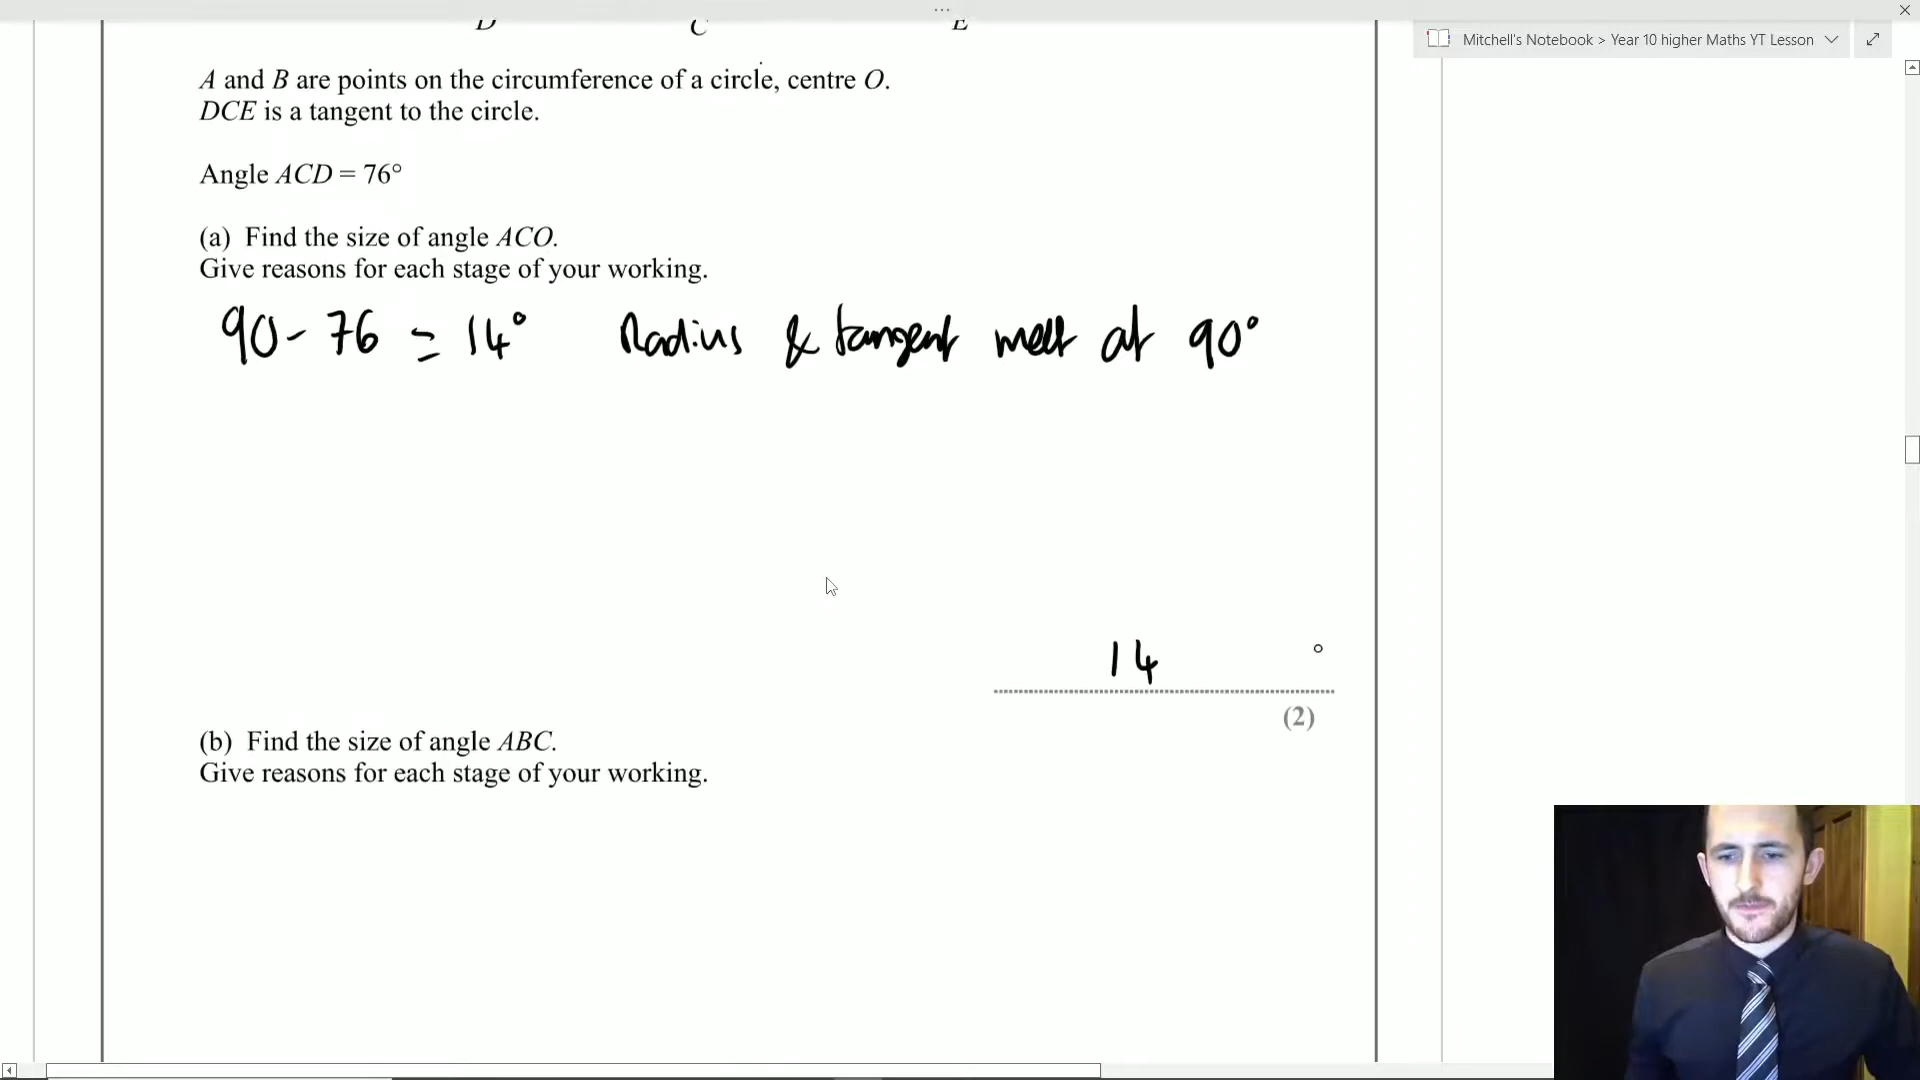 D C E
Mitchell's Notebook > Year 10 higher Maths YT Lesson
A and B are points on the circumference of a circle, centre O.
DCE is a tangent to the circle.
Angle ACD = 76°
(a) Find the size of angle ACO.
Give reasons for each stage of your working.
90 - 76 = 14° Radius & tangent meet at 90°
14 °
(2)
(b) Find the size of angle ABC.
Give reasons for each stage of your working.